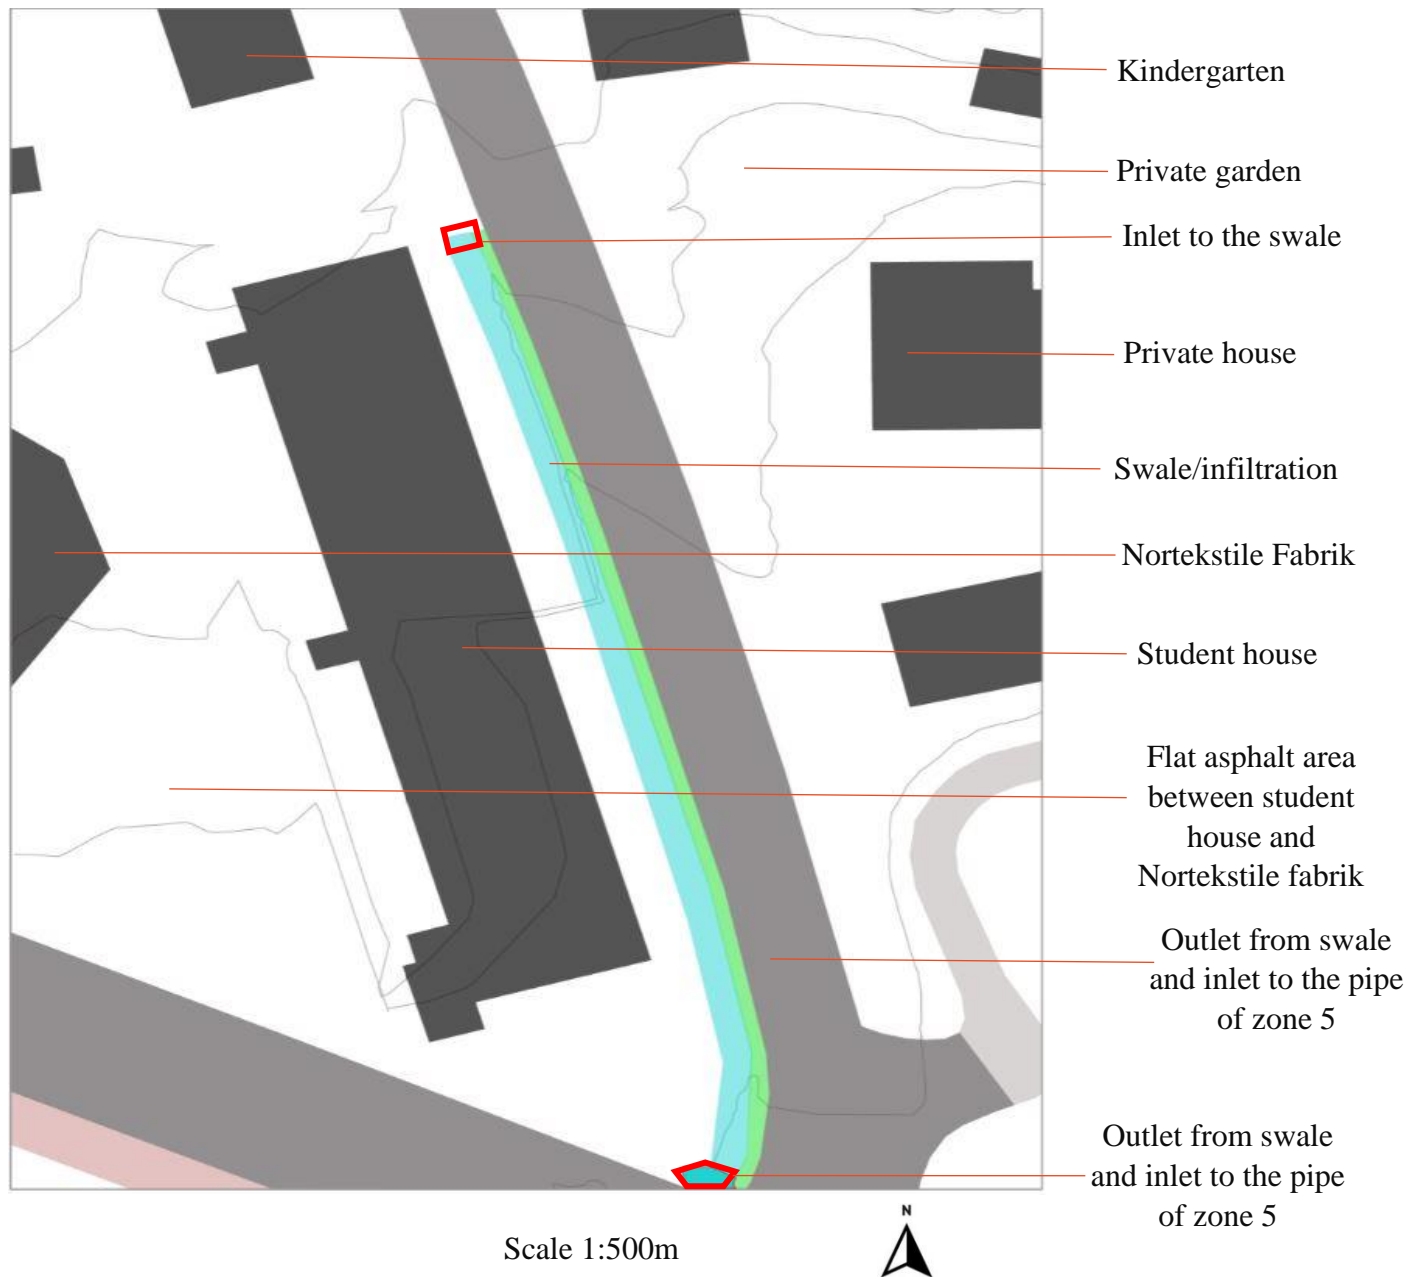 Kindergarten
Private garden
Inlet to the swale
Private house
Swale/infiltration
Nortekstile Fabrik
Student house
Flat asphalt area
between student
house and
Nortekstile fabrik
Outlet from swale
and inlet to the pipe
of zone 5
Outlet from swale
and inlet to the pipe
of zone 5
N
Scale 1:500m